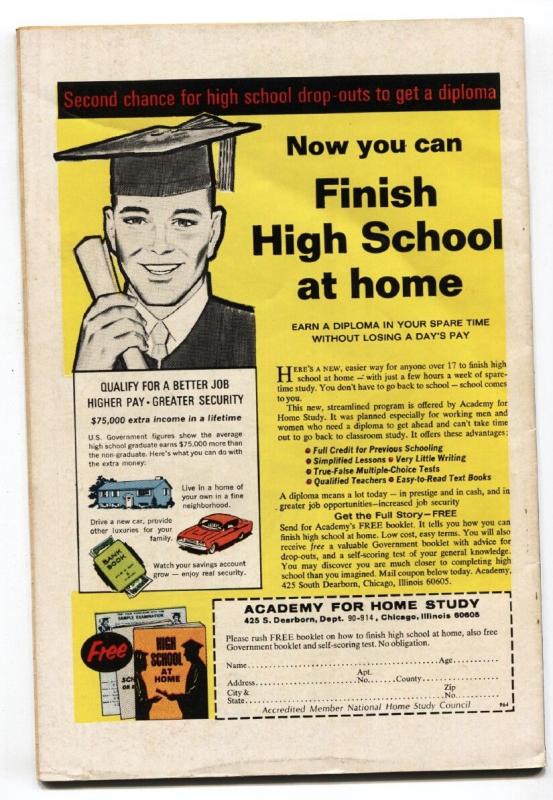 Second chance for high school drop-outs to get a diploma
Now you can
Finish
High School
at home
EARN A DIPLOMA IN YOUR SPARE TIME
WITHOUT LOSING A DAY'S PAY
HERE'S A NEW, easier way for anyone over 17 to finish high
school at home — with just a few hours a week of spare-
time study. You don't have to go back to school — school comes
to you.
This new, streamlined program is offered by Academy for
Home Study. It was planned especially for working men and
women who need a diploma to get ahead and can't take time
out to go back to classroom study. It offers these advantages:
• Full Credit for Previous Schooling
• Simplified Lessons • Very Little Writing
• True-False Multiple-Choice Tests
• Qualified Teachers • Easy-to-Read Text Books
A diploma means a lot today — in prestige and in cash, and in
greater job opportunities—increased job security
Get the Full Story—FREE
Send for Academy's FREE booklet. It tells you how you can
finish high school at home. Low cost, easy terms. You will also
receive free a valuable Government booklet with advice for
drop-outs, and a self-scoring test of your general knowledge.
You may discover you are much closer to completing high
school than you imagined. Mail coupon below today. Academy,
425 South Dearborn, Chicago, Illinois 60605.
QUALIFY FOR A BETTER JOB
HIGHER PAY • GREATER SECURITY
$75,000 extra income in a lifetime
U.S. Government figures show the average
high school graduate earns $75,000 more than
the non-graduate. Here's what you can do with
the extra money:
Live in a home of
your own in a fine
neighborhood.
Drive a new car, provide
other luxuries for your
family.
BANK
BOOK
Watch your savings account
grow — enjoy real security.
SAMPLE EXAMINATION
Free
HIGH
SCHOOL
AT
HOME
ACADEMY FOR HOME STUDY
425 S. Dearborn, Dept. 90-914, Chicago, Illinois 60605
Please rush FREE booklet on how to finish high school at home, also free
Government booklet and self-scoring test. No obligation.
Name Age
Apt.
Address No. County
City & Zip
State No.
Accredited Member National Home Study Council 964